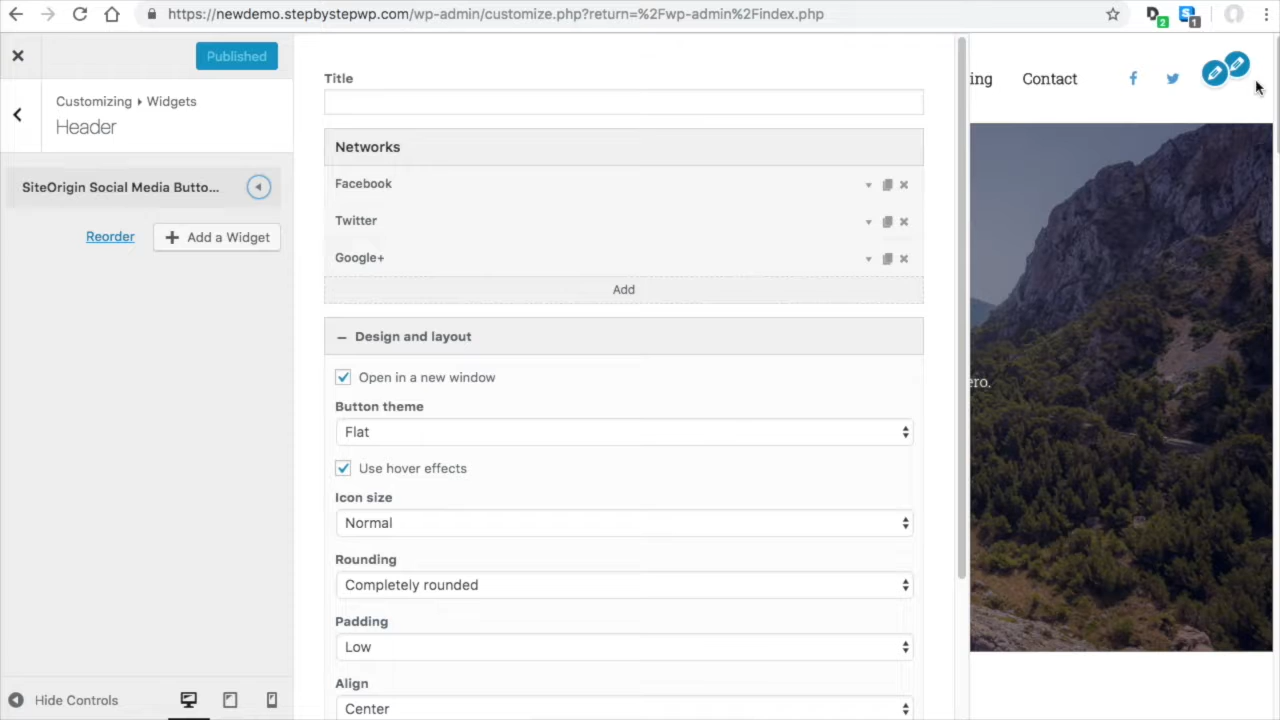 https://newdemo.stepbystepwp.com/wp-admin/customize.php?return=%2Fwp-admin%2Findex.php
2
1
Published
Customizing ▸ Widgets
Header
SiteOrigin Social Media Butto...
Reorder
Add a Widget
Hide Controls
Title
Networks
Facebook
Twitter
Google+
Add
Design and layout
Open in a new window
Button theme
Flat
Use hover effects
Icon size
Normal
Rounding
Completely rounded
Padding
Low
Align
Center
ing
Contact
ero.